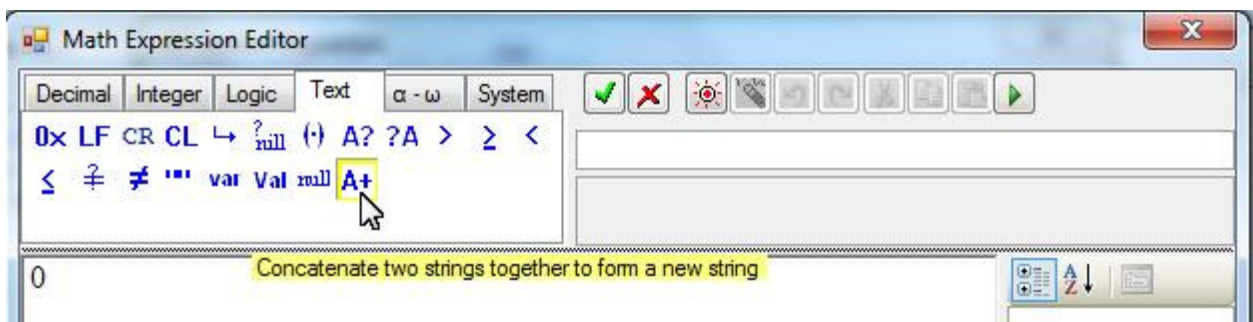 Math Expression Editor
Decimal Integer Logic Text α - ω System
0x LF CR CL ↵ ?null (·) A? ?A > ≥ <
≤ ≠ "" var Val null A+
Concatenate two strings together to form a new string
0
A
Z